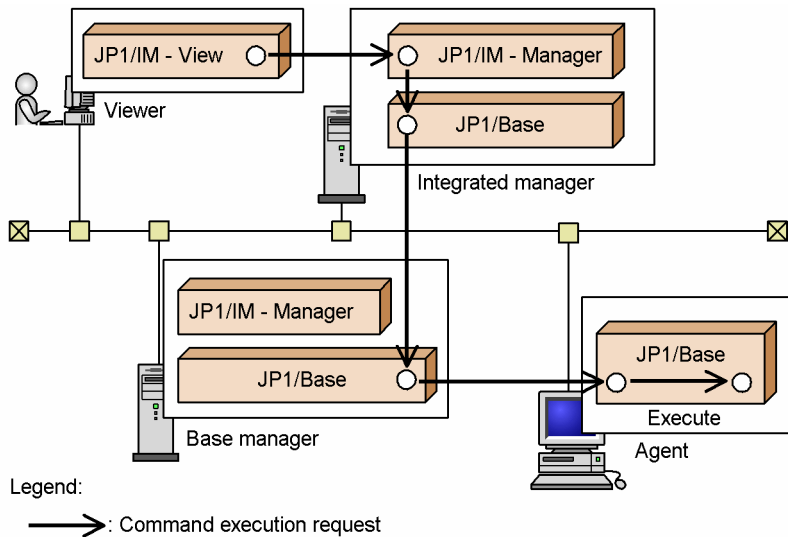 JP1/IM - View
JP1/IM - Manager
JP1/Base
Viewer
Integrated manager
JP1/IM - Manager
JP1/Base
Base manager
JP1/Base
Execute
Agent
Legend:
: Command execution request